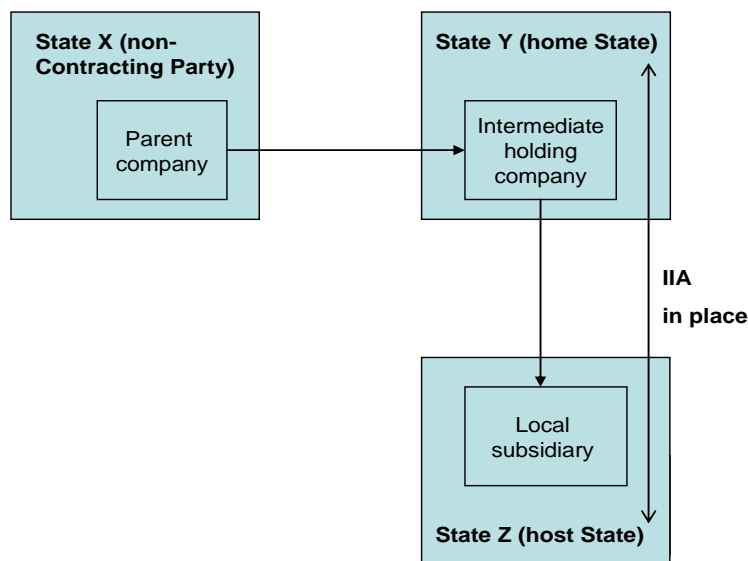 State X (non-
Contracting Party)
Parent
company
State Y (home State)
Intermediate
holding
company
IIA
in place
Local
subsidiary
State Z (host State)